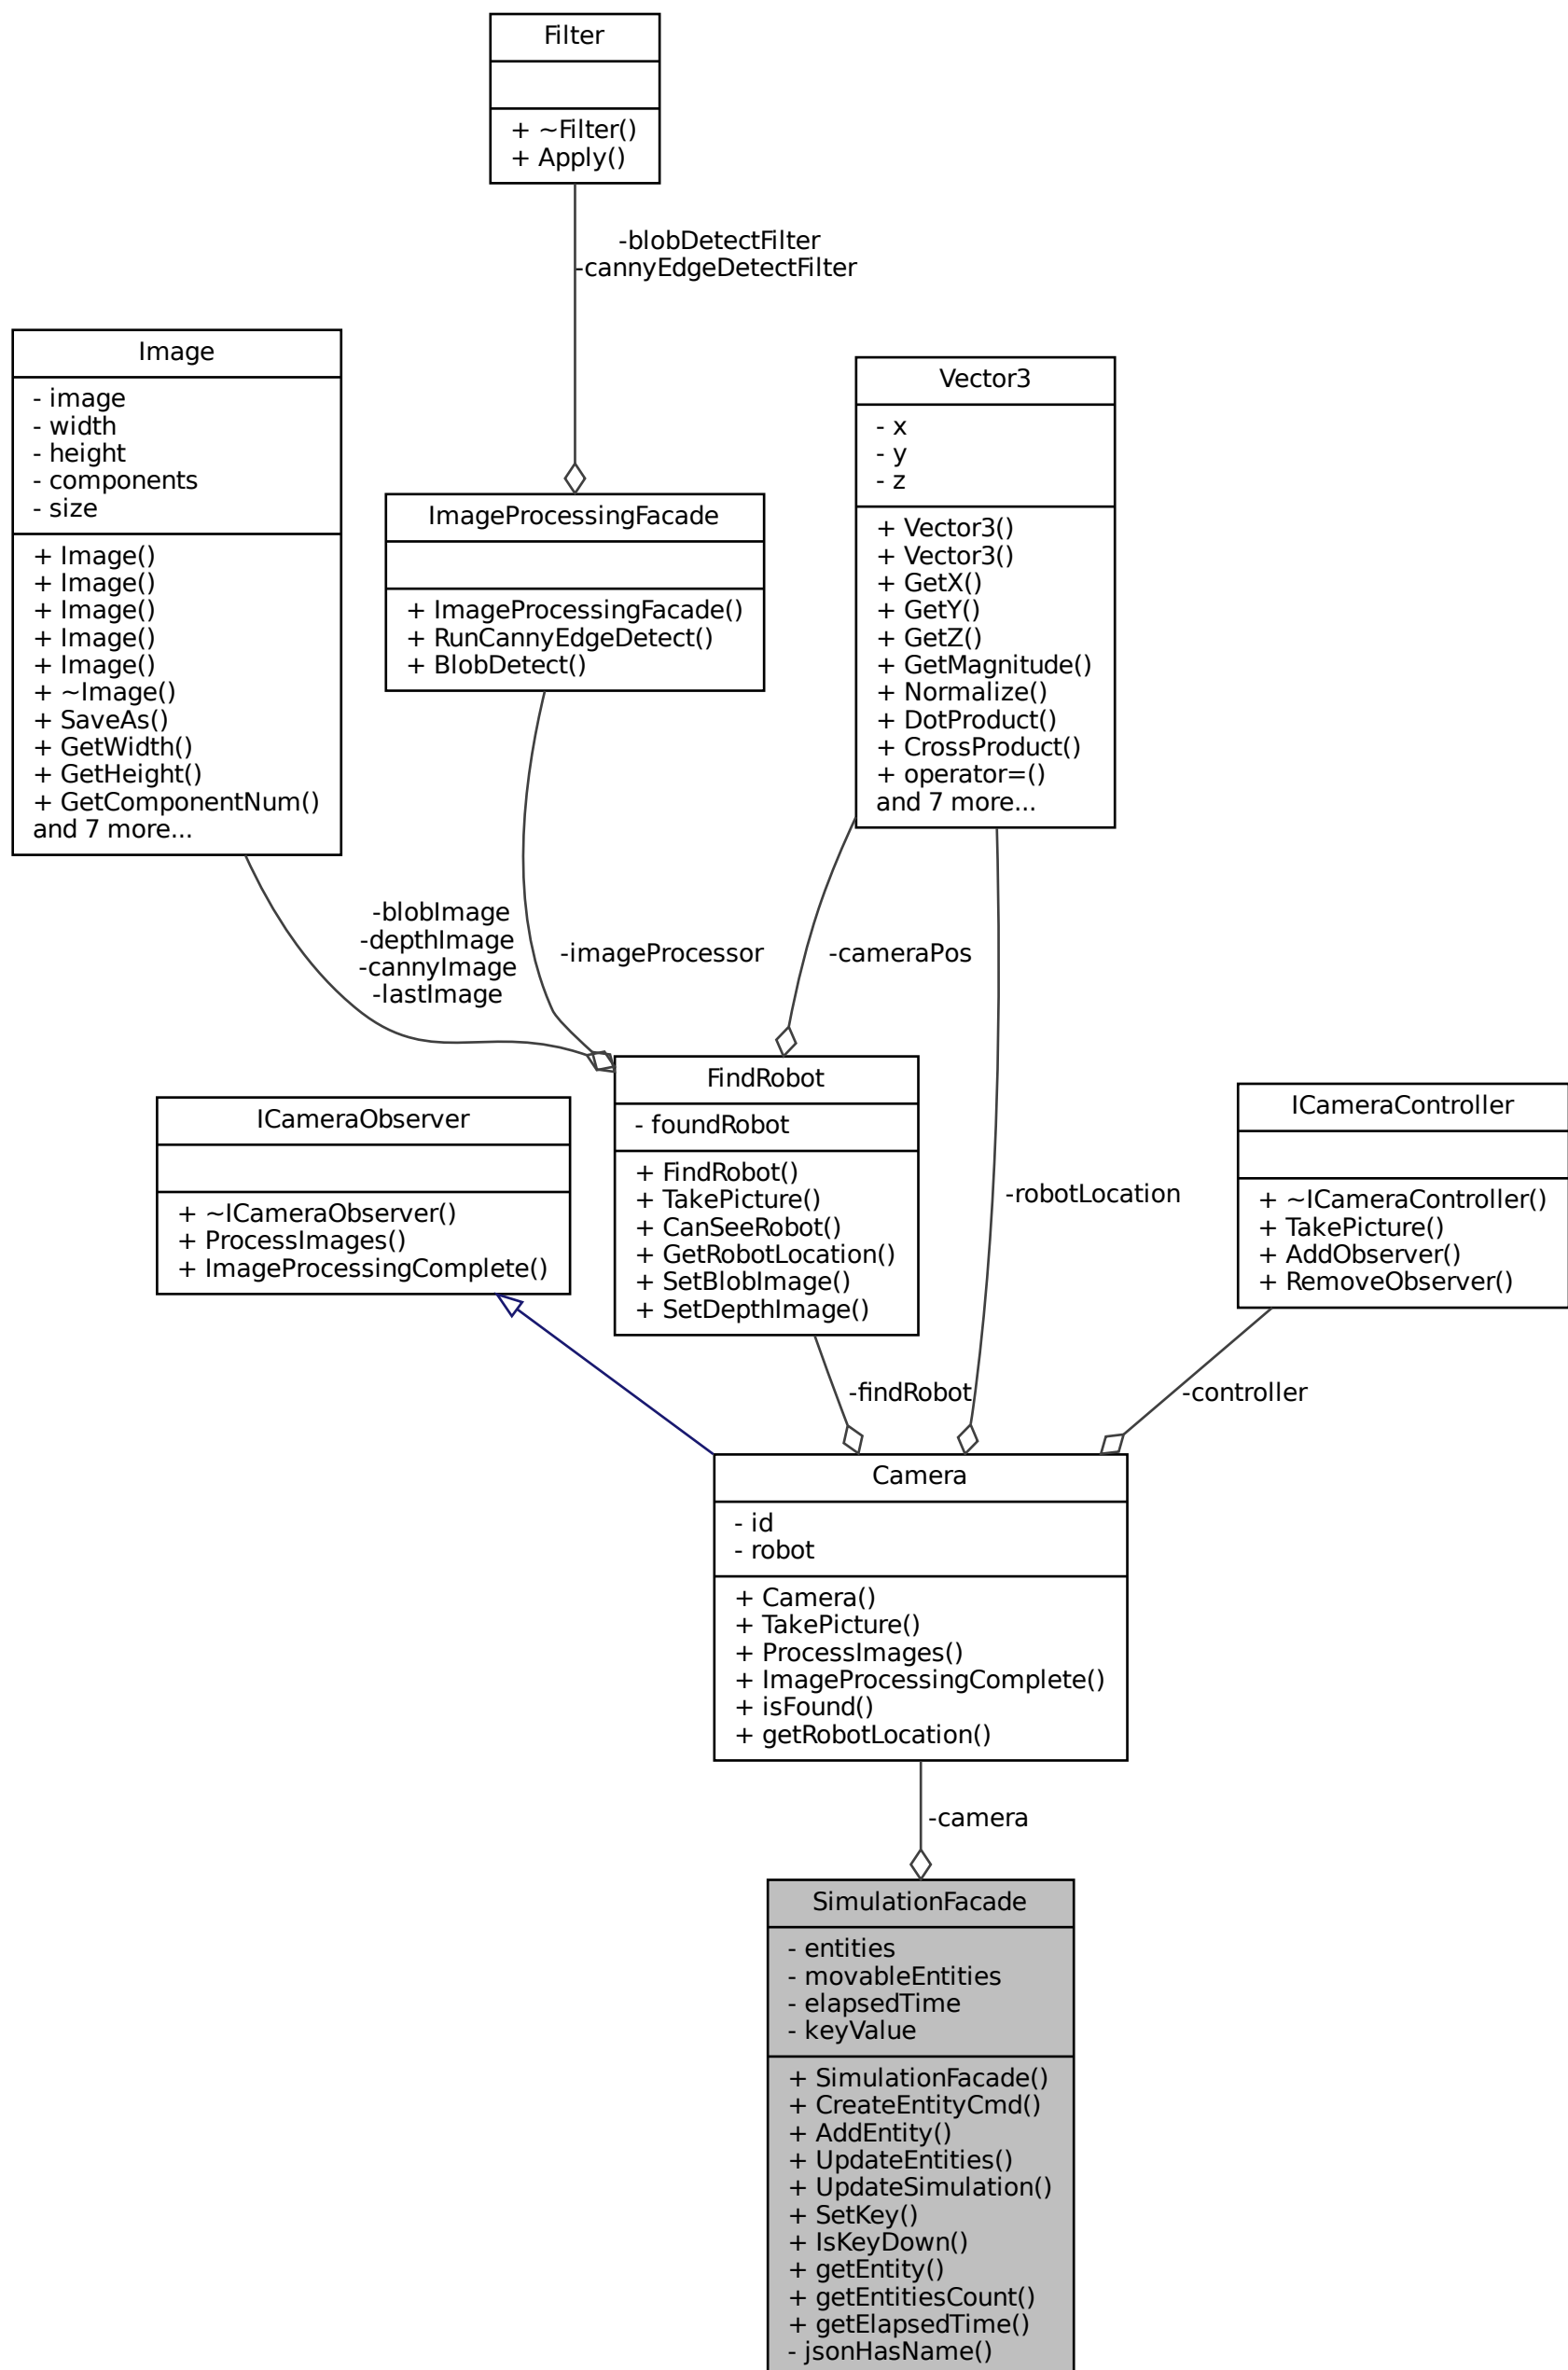 Filter
+ ~Filter()
+ Apply()
-blobDetectFilter
-cannyEdgeDetectFilter
Image
- image
- width
- height
- components
- size
+ Image()
+ Image()
+ Image()
+ Image()
+ Image()
+ ~Image()
+ SaveAs()
+ GetWidth()
+ GetHeight()
+ GetComponentNum()
and 7 more...
ImageProcessingFacade
+ ImageProcessingFacade()
+ RunCannyEdgeDetect()
+ BlobDetect()
Vector3
- x
- y
- z
+ Vector3()
+ Vector3()
+ GetX()
+ GetY()
+ GetZ()
+ GetMagnitude()
+ Normalize()
+ DotProduct()
+ CrossProduct()
+ operator=()
and 7 more...
-blobImage
-depthImage
-cannyImage
-lastImage
-imageProcessor
-cameraPos
ICameraObserver
+ ~ICameraObserver()
+ ProcessImages()
+ ImageProcessingComplete()
FindRobot
- foundRobot
+ FindRobot()
+ TakePicture()
+ CanSeeRobot()
+ GetRobotLocation()
+ SetBlobImage()
+ SetDepthImage()
-robotLocation
ICameraController
+ ~ICameraController()
+ TakePicture()
+ AddObserver()
+ RemoveObserver()
-findRobot
-controller
Camera
- id
- robot
+ Camera()
+ TakePicture()
+ ProcessImages()
+ ImageProcessingComplete()
+ isFound()
+ getRobotLocation()
-camera
SimulationFacade
- entities
- movableEntities
- elapsedTime
- keyValue
+ SimulationFacade()
+ CreateEntityCmd()
+ AddEntity()
+ UpdateEntities()
+ UpdateSimulation()
+ SetKey()
+ IsKeyDown()
+ getEntity()
+ getEntitiesCount()
+ getElapsedTime()
- jsonHasName()